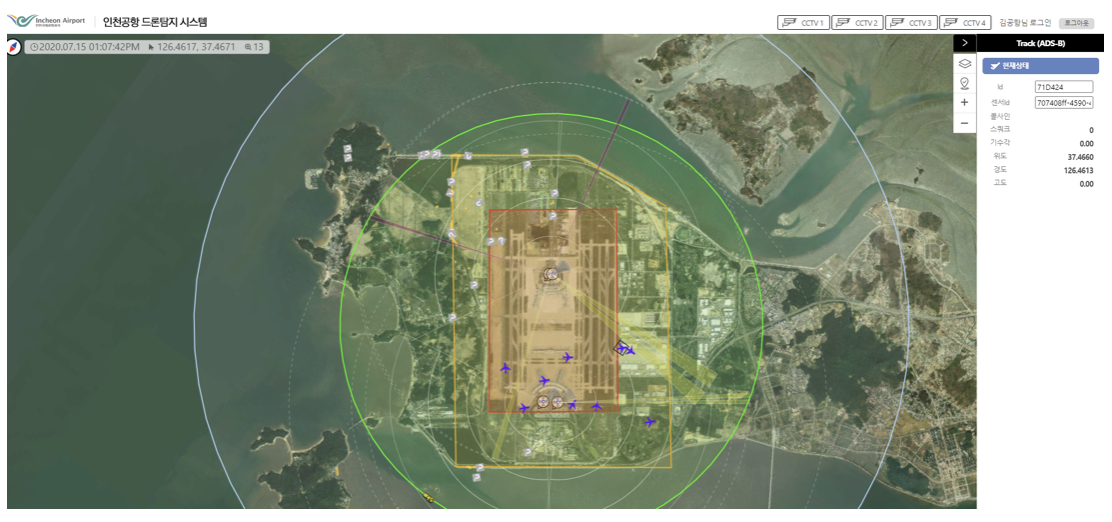 Incheon Airport
인천공항 드론탐지 시스템
CCTV 1
CCTV 2
CCTV 3
CCTV 4
김공항님 로그인
로그아웃
2020.07.15 01:07:42PM 126.4617, 37.4671 13
Track (ADS-B)
현재상태
Id 71D424
센서Id 707408ff-4590-4
콜사인
스쿼크 0
기수각 0.00
위도 37.4660
경도 126.4613
고도 0.00